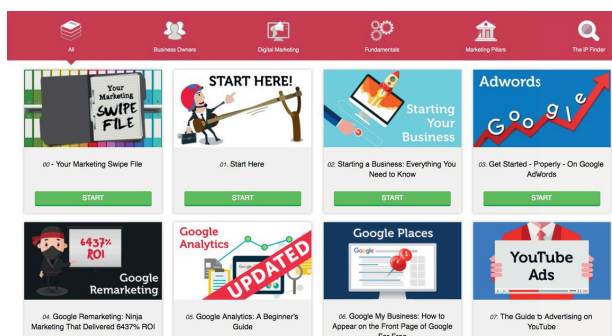 All
Business Owners
Digital Marketing
Fundamentals
Marketing Pillars
The IP Finder
Your
Marketing
SWIPE
FILE
START HERE!
Starting
Your
Business
Adwords
Google
00 - Your Marketing Swipe File
01. Start Here
02. Starting a Business: Everything You
Need to Know
03. Get Started - Properly - On Google
AdWords
START
START
START
START
6437%
ROI
Google
Remarketing
Google
Analytics
UPDATED
Google Places
Google
1
YouTube
Ads
04. Google Remarketing: Ninja
Marketing That Delivered 6437% ROI
05. Google Analytics: A Beginner's
Guide
06. Google My Business: How to
Appear on the Front Page of Google
For Free
07. The Guide to Advertising on
YouTube